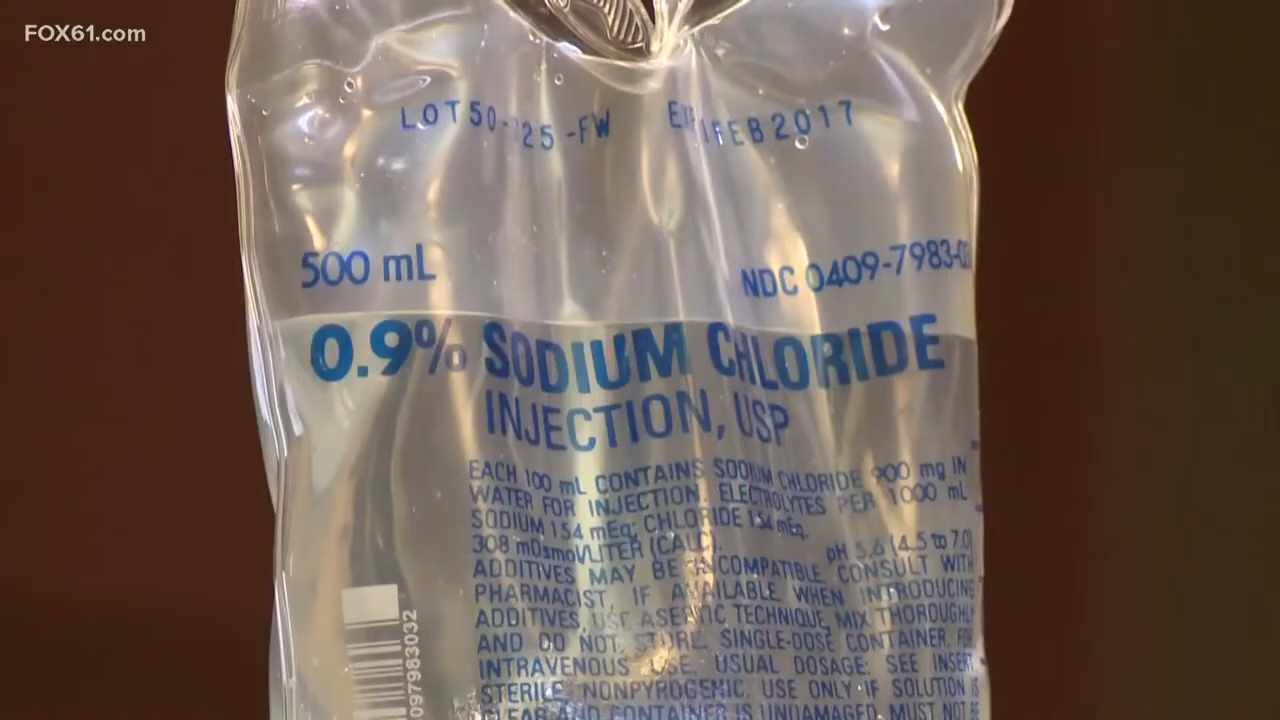 FOX61.com
LOT 50-725-FW EXP 1FEB2017
500 mL NDC 0409-7983-03
0.9% SODIUM CHLORIDE
INJECTION, USP
EACH 100 mL CONTAINS SODIUM CHLORIDE 900 mg IN
WATER FOR INJECTION. ELECTROLYTES PER 1000 mL
SODIUM 154 mEq; CHLORIDE 154 mEq.
308 mOsmol/LITER (CALC). pH 5.6 (4.5 to 7.0)
ADDITIVES MAY BE INCOMPATIBLE. CONSULT WITH
PHARMACIST, IF AVAILABLE. WHEN INTRODUCING
ADDITIVES, USE ASEPTIC TECHNIQUE, MIX THOROUGHLY
AND DO NOT STORE. SINGLE-DOSE CONTAINER. FOR
INTRAVENOUS USE. USUAL DOSAGE: SEE INSERT.
STERILE, NONPYROGENIC. USE ONLY IF SOLUTION IS
CLEAR AND CONTAINER IS UNDAMAGED. MUST NOT BE
097983032